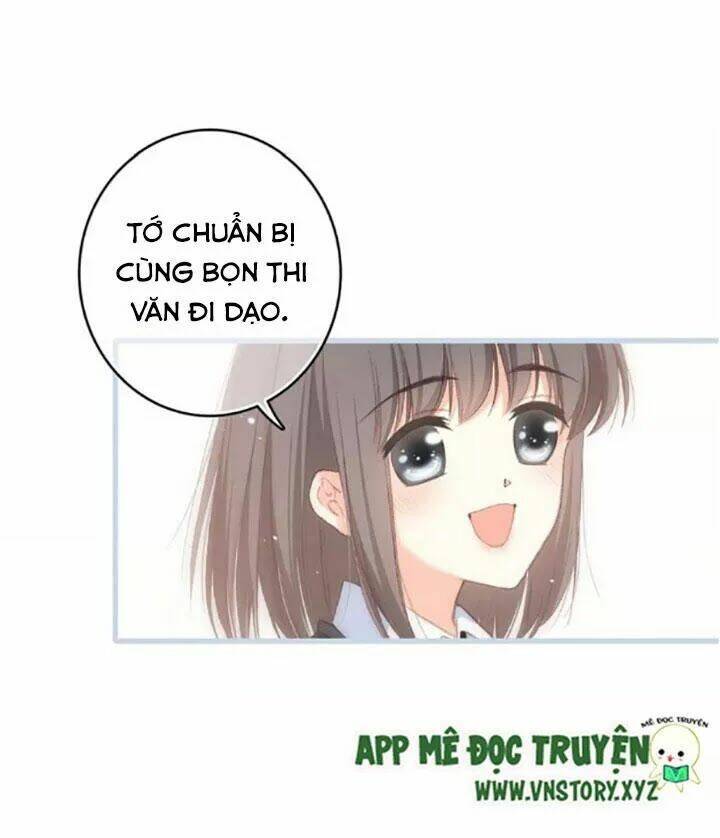 TỚ CHUẨN BỊ
CÙNG BỌN THI
VĂN ĐI DẠO.
MÊ ĐỌC TRUYỆN
APP MÊ ĐỌC TRUYỆN
WWW.VNSTORY.XYZ